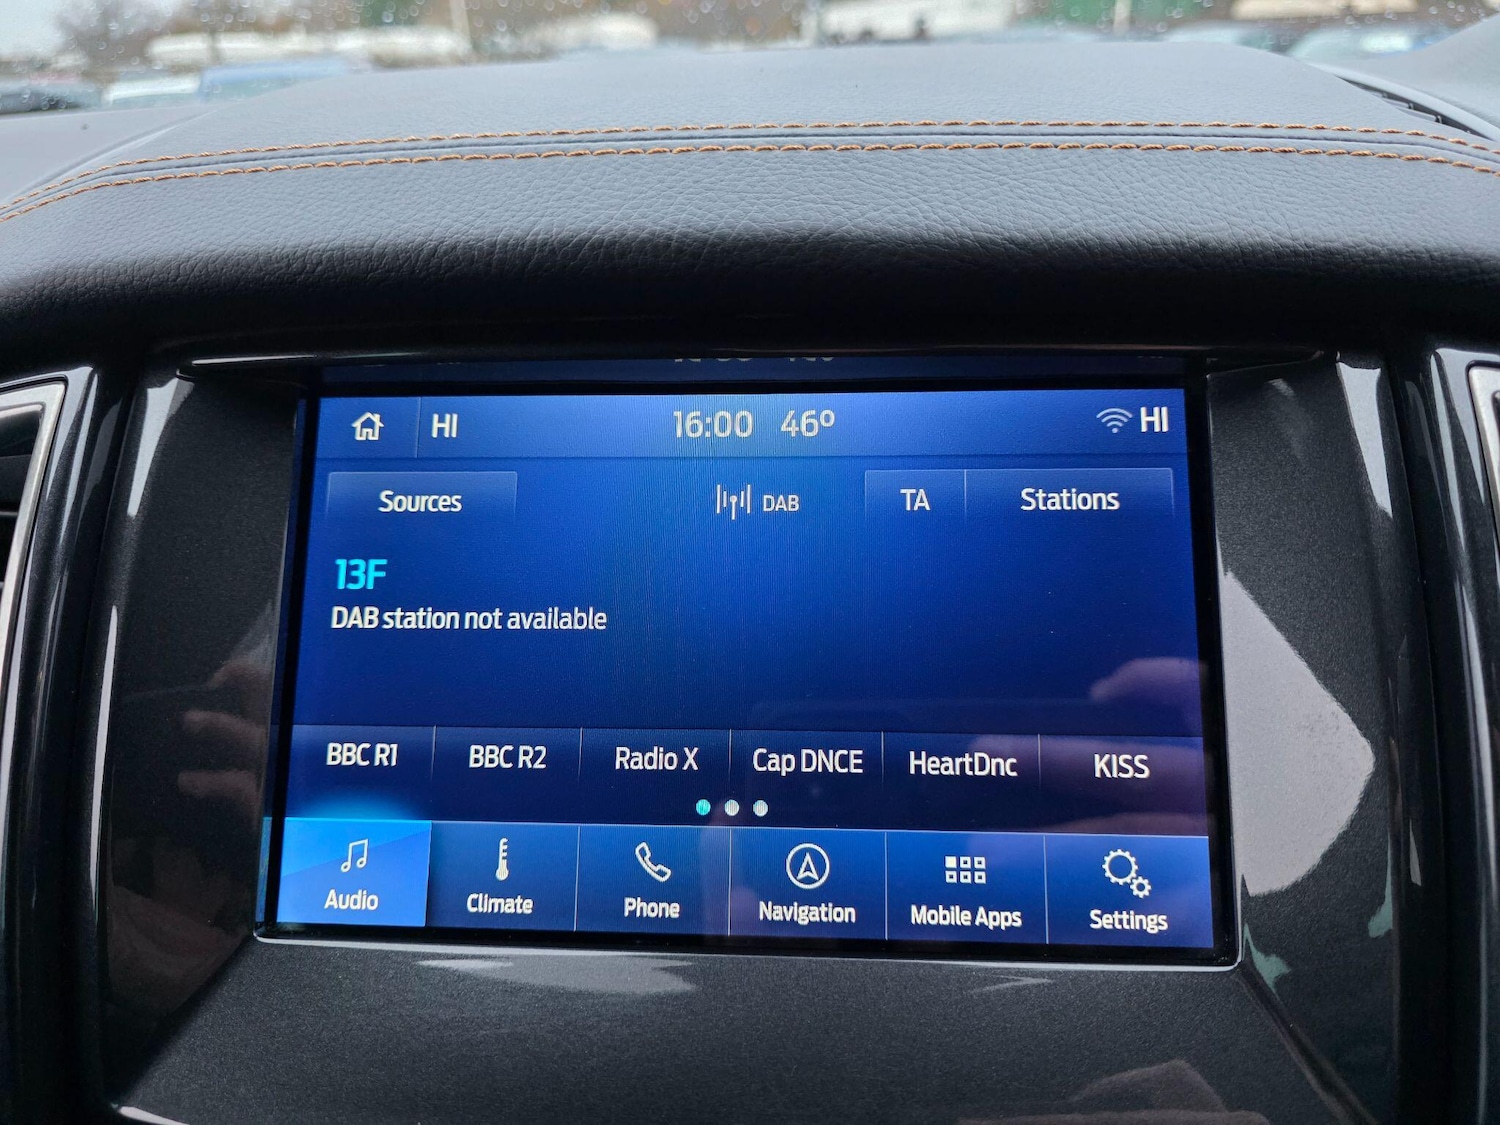 HI 16:00 46º HI
Sources DAB TA Stations
13F
DAB station not available
BBC R1 BBC R2 Radio X Cap DNCE HeartDnc KISS
Audio Climate Phone Navigation Mobile Apps Settings